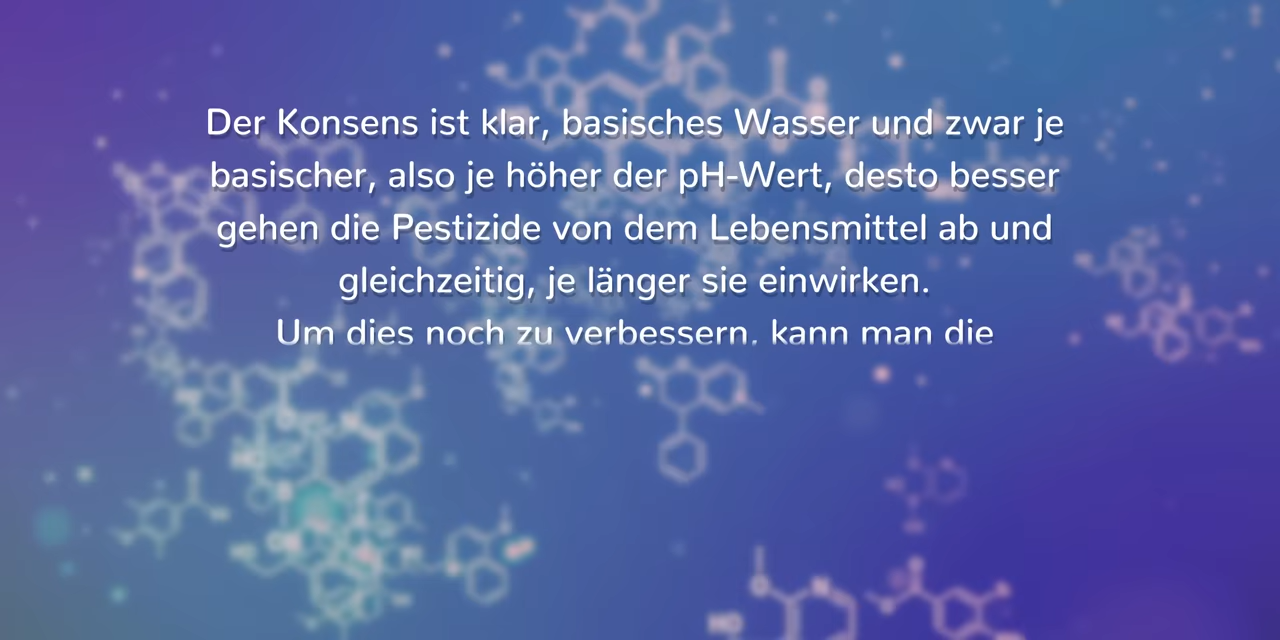 Der Konsens ist klar, basisches Wasser und zwar je
basischer, also je höher der pH-Wert, desto besser
gehen die Pestizide von dem Lebensmittel ab und
gleichzeitig, je länger sie einwirken.
Um dies noch zu verbessern, kann man die